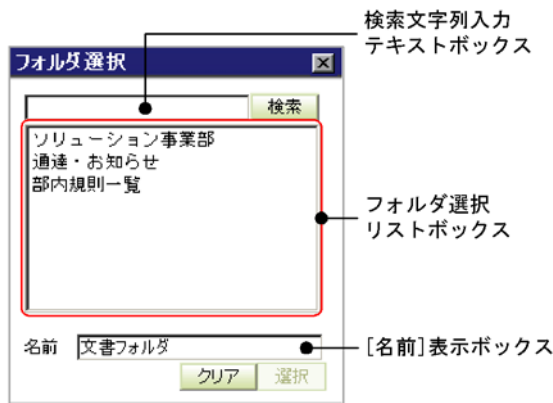 検索文字列入力
テキストボックス
フォルダ選択
検索
ソリューション事業部
通達・お知らせ
部内規則一覧
フォルダ選択
リストボックス
名前 文書フォルダ
[名前]表示ボックス
クリア 選択